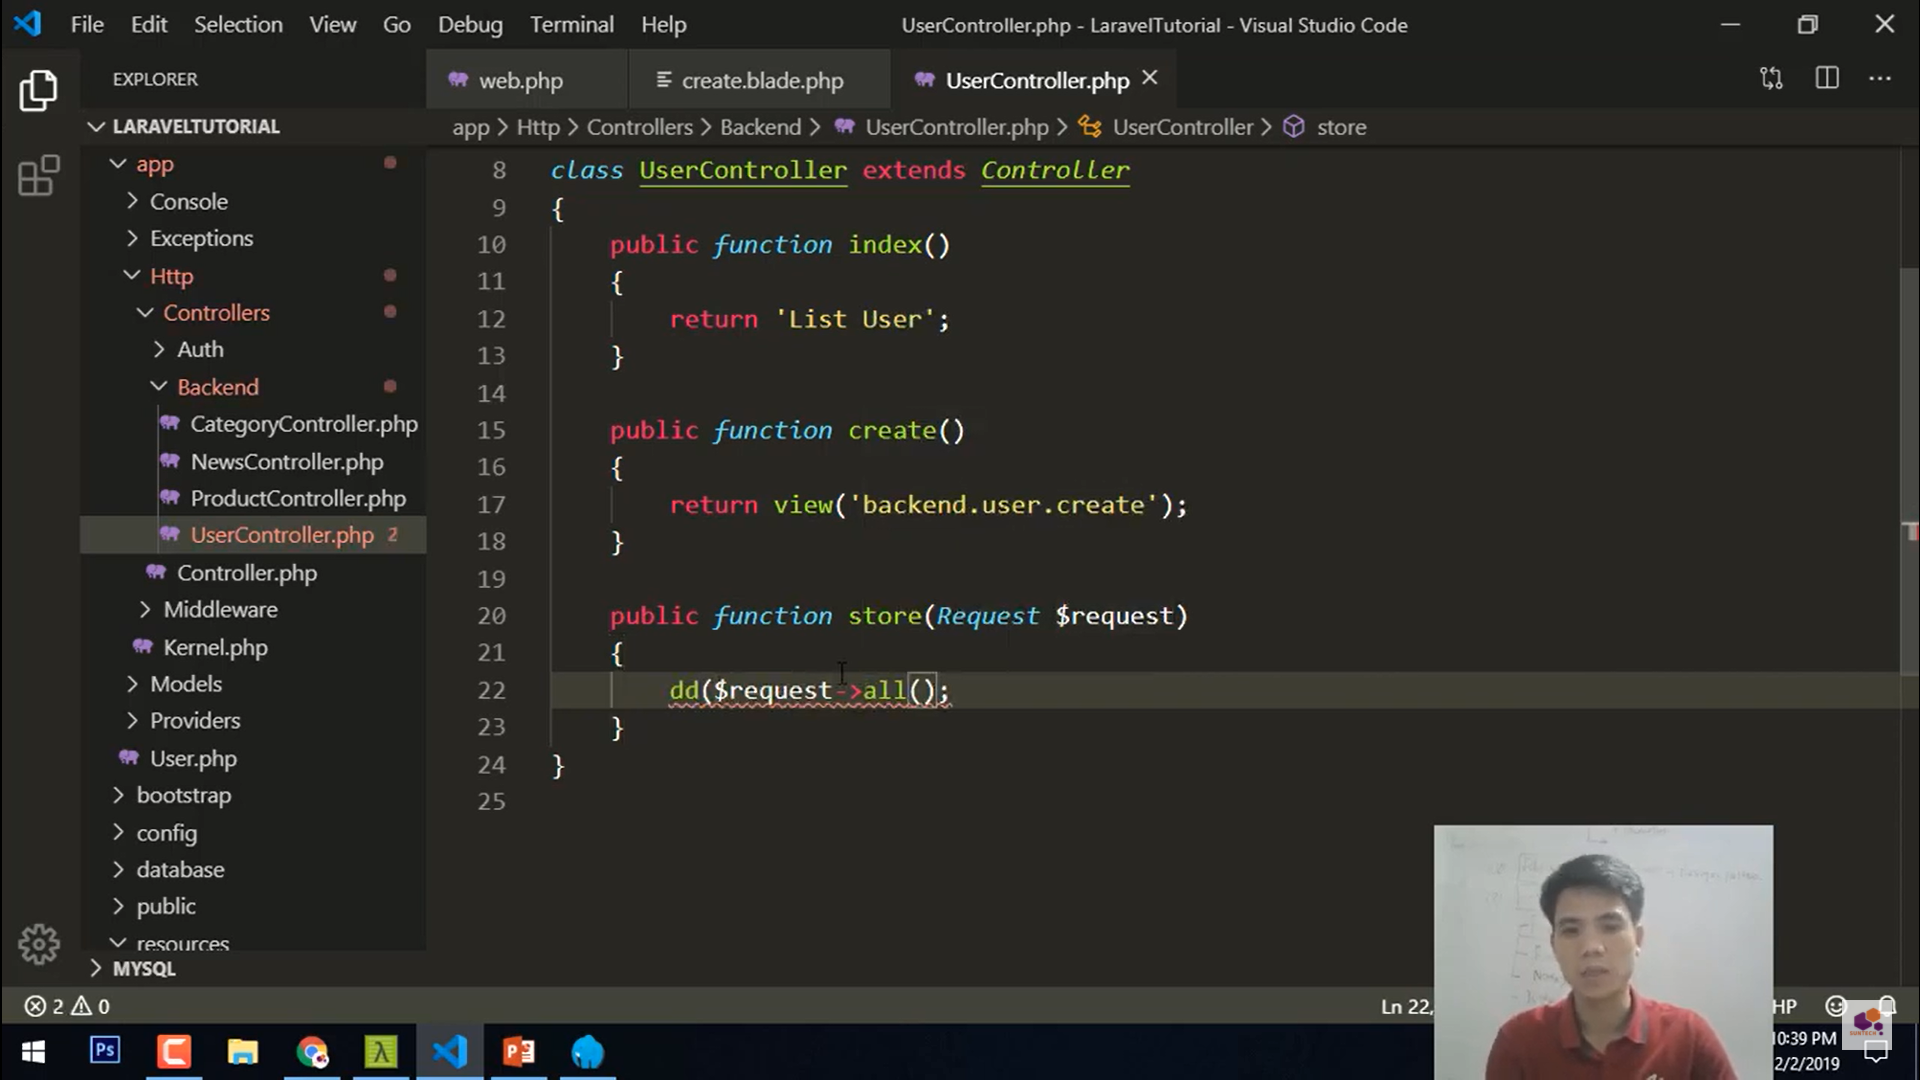 File Edit Selection View Go Debug Terminal Help UserController.php - LaravelTutorial - Visual Studio Code
EXPLORER
web.php create.blade.php UserController.php
LARAVELTUTORIAL
app > Http > Controllers > Backend > UserController.php > UserController > store
app
Console
Exceptions
Http
Controllers
Auth
Backend
CategoryController.php
NewsController.php
ProductController.php
UserController.php 2
Controller.php
Middleware
Kernel.php
Models
Providers
User.php
bootstrap
config
database
public
resources
MYSQL
8 class UserController extends Controller
9 {
10 public function index()
11 {
12 return 'List User';
13 }
14
15 public function create()
16 {
17 return view('backend.user.create');
18 }
19
20 public function store(Request $request)
21 {
22 dd($request->all();
23 }
24 }
25
2 0 Ln 22, HP
Ps
10:39 PM
2/2/2019
SUNTECH